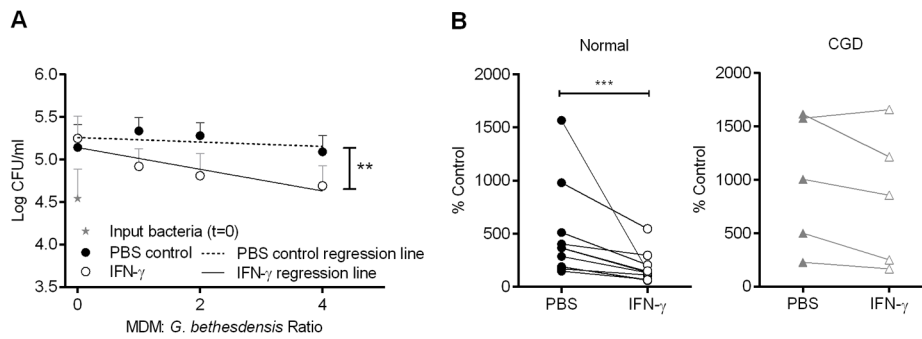 A
6.0
5.5
5.0
4.5
4.0
3.5
Log CFU/ml
**
Input bacteria (t=0)
PBS control
PBS control regression line
IFN-γ
IFN-γ regression line
0
2
4
MDM: G. bethesdensis Ratio
B
Normal
2000
1500
1000
500
0
% Control
***
PBS
IFN-γ
CGD
2000
1500
1000
500
0
% Control
PBS
IFN-γ